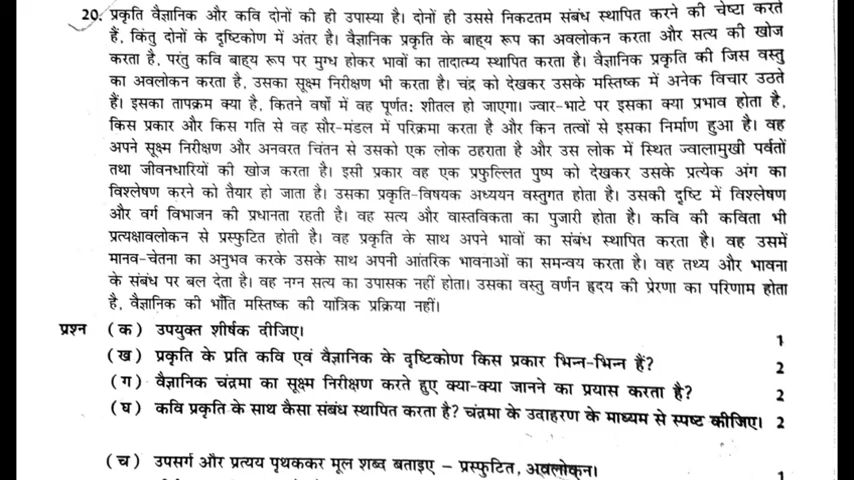 20. प्रकृति वैज्ञानिक और कवि दोनों की ही उपास्या है। दोनों ही उससे निकटतम संबंध स्थापित करने की चेष्टा करते
हैं, किंतु दोनों के दृष्टिकोण में अंतर है। वैज्ञानिक प्रकृति के बाह्य रूप का अवलोकन करता और सत्य की खोज
करता है, परंतु कवि बाह्य रूप पर मुग्ध होकर भावों का तादात्म्य स्थापित करता है। वैज्ञानिक प्रकृति की जिस वस्तु
का अवलोकन करता है, उसका सूक्ष्म निरीक्षण भी करता है। चंद्र को देखकर उसके मस्तिष्क में अनेक विचार उठते
हैं। इसका तापक्रम क्या है, कितने वर्षों में वह पूर्णत: शीतल हो जाएगा। ज्वार-भाटे पर इसका क्या प्रभाव होता है,
किस प्रकार और किस गति से वह सौर-मंडल में परिक्रमा करता है और किन तत्वों से इसका निर्माण हुआ है। वह
अपने सूक्ष्म निरीक्षण और अनवरत चिंतन से उसको एक लोक ठहराता है और उस लोक में स्थित ज्वालामुखी पर्वतों
तथा जीवनधारियों की खोज करता है। इसी प्रकार वह एक प्रफुल्लित पुष्प को देखकर उसके प्रत्येक अंग का
विश्लेषण करने को तैयार हो जाता है। उसका प्रकृति-विषयक अध्ययन वस्तुगत होता है। उसकी दृष्टि में विश्लेषण
और वर्ग विभाजन की प्रधानता रहती है। वह सत्य और वास्तविकता का पुजारी होता है। कवि की कविता भी
प्रत्यक्षावलोकन से प्रस्फुटित होती है। वह प्रकृति के साथ अपने भावों का संबंध स्थापित करता है। वह उसमें
मानव-चेतना का अनुभव करके उसके साथ अपनी आंतरिक भावनाओं का समन्वय करता है। वह तथ्य और भावना
के संबंध पर बल देता है। वह नग्न सत्य का उपासक नहीं होता। उसका वस्तु वर्णन हृदय की प्रेरणा का परिणाम होता
है, वैज्ञानिक की भाँति मस्तिष्क की यांत्रिक प्रक्रिया नहीं।
प्रश्न (क) उपयुक्त शीर्षक दीजिए। 1
(ख) प्रकृति के प्रति कवि एवं वैज्ञानिक के दृष्टिकोण किस प्रकार भिन्न-भिन्न हैं? 2
(ग) वैज्ञानिक चंद्रमा का सूक्ष्म निरीक्षण करते हुए क्या-क्या जानने का प्रयास करता है? 2
(घ) कवि प्रकृति के साथ कैसा संबंध स्थापित करता है? चंद्रमा के उदाहरण के माध्यम से स्पष्ट कीजिए। 2
(च) उपसर्ग और प्रत्यय पृथककर मूल शब्द बताइए – प्रस्फुटित, अवलोकन। 1